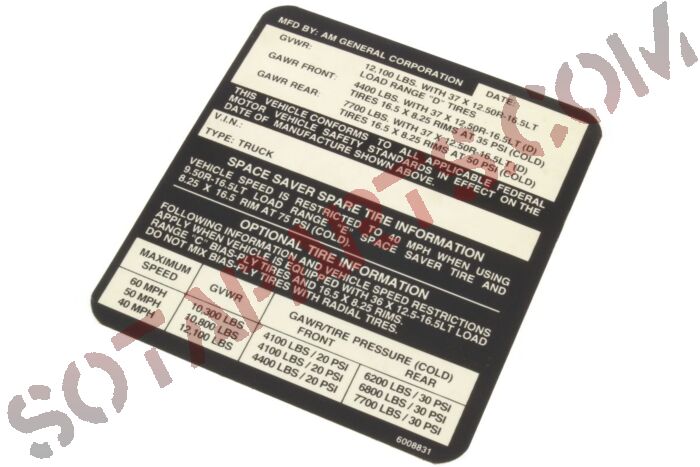 MFD BY: AM GENERAL CORPORATION
DATE:
GVWR: 12,100 LBS. WITH 37 X 12·50R-16.5LT
LOAD RANGE "D" TIRES
GAWR FRONT: 4400 LBS. WITH 37 X 12·50R-16.5LT (D)
TIRES 16.5 X 8.25 RIMS AT 35 PSI (COLD)
GAWR REAR: 7700 LBS. WITH 37 X 12·50R-16.5LT (D)
TIRES 16.5 X 8.25 RIMS AT 50 PSI (COLD)
THIS VEHICLE CONFORMS TO ALL APPLICABLE FEDERAL
MOTOR VEHICLE SAFETY STANDARDS IN EFFECT ON THE
DATE OF MANUFACTURE SHOWN ABOVE.
V.I.N.:
TYPE: TRUCK
SPACE SAVER SPARE TIRE INFORMATION
VEHICLE SPEED IS RESTRICTED TO 40 MPH WHEN USING
9.50R-16.5LT LOAD RANGE "E" SPACE SAVER TIRE AND
8.25 X 16.5 RIM AT 75 PSI (COLD).
OPTIONAL TIRE INFORMATION
FOLLOWING INFORMATION AND VEHICLE SPEED RESTRICTIONS
APPLY WHEN VEHICLE IS EQUIPPED WITH 36 X 12.5-16.5LT LOAD
RANGE "C" BIAS-PLY TIRES AND 16.5 X 8.25 RIMS.
DO NOT MIX BIAS-PLY TIRES WITH RADIAL TIRES.
MAXIMUM SPEED GVWR GAWR/TIRE PRESSURE (COLD)
FRONT REAR
60 MPH 10,300 LBS 4100 LBS / 20 PSI 6200 LBS / 30 PSI
50 MPH 10,800 LBS 4100 LBS / 20 PSI 6800 LBS / 30 PSI
40 MPH 12,100 LBS 4400 LBS / 20 PSI 7700 LBS / 30 PSI
6008831